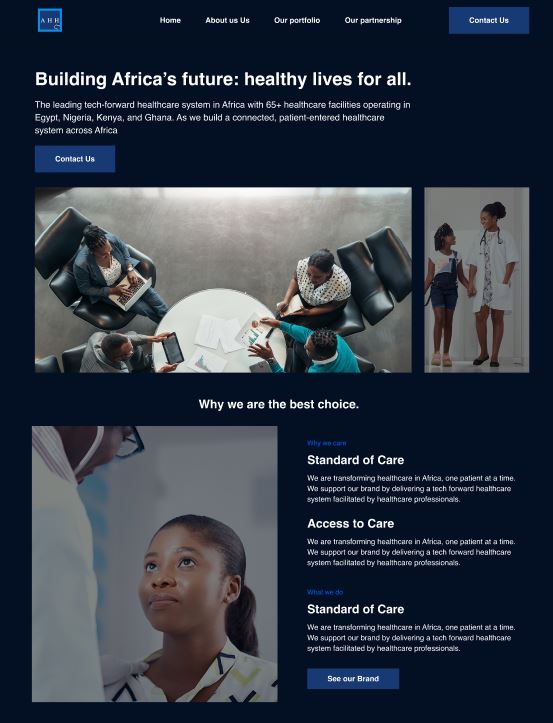 AHH
C
Home About us Us Our portfolio Our partnership Contact Us
Building Africa's future: healthy lives for all.
The leading tech-forward healthcare system in Africa with 65+ healthcare facilities operating in
Egypt, Nigeria, Kenya, and Ghana. As we build a connected, patient-entered healthcare
system across Africa
Contact Us
Why we are the best choice.
Why we care
Standard of Care
We are transforming healthcare in Africa, one patient at a time.
We support our brand by delivering a tech forward healthcare
system facilitated by healthcare professionals.
Access to Care
We are transforming healthcare in Africa, one patient at a time.
We support our brand by delivering a tech forward healthcare
system facilitated by healthcare professionals.
What we do
Standard of Care
We are transforming healthcare in Africa, one patient at a time.
We support our brand by delivering a tech forward healthcare
system facilitated by healthcare professionals.
See our Brand